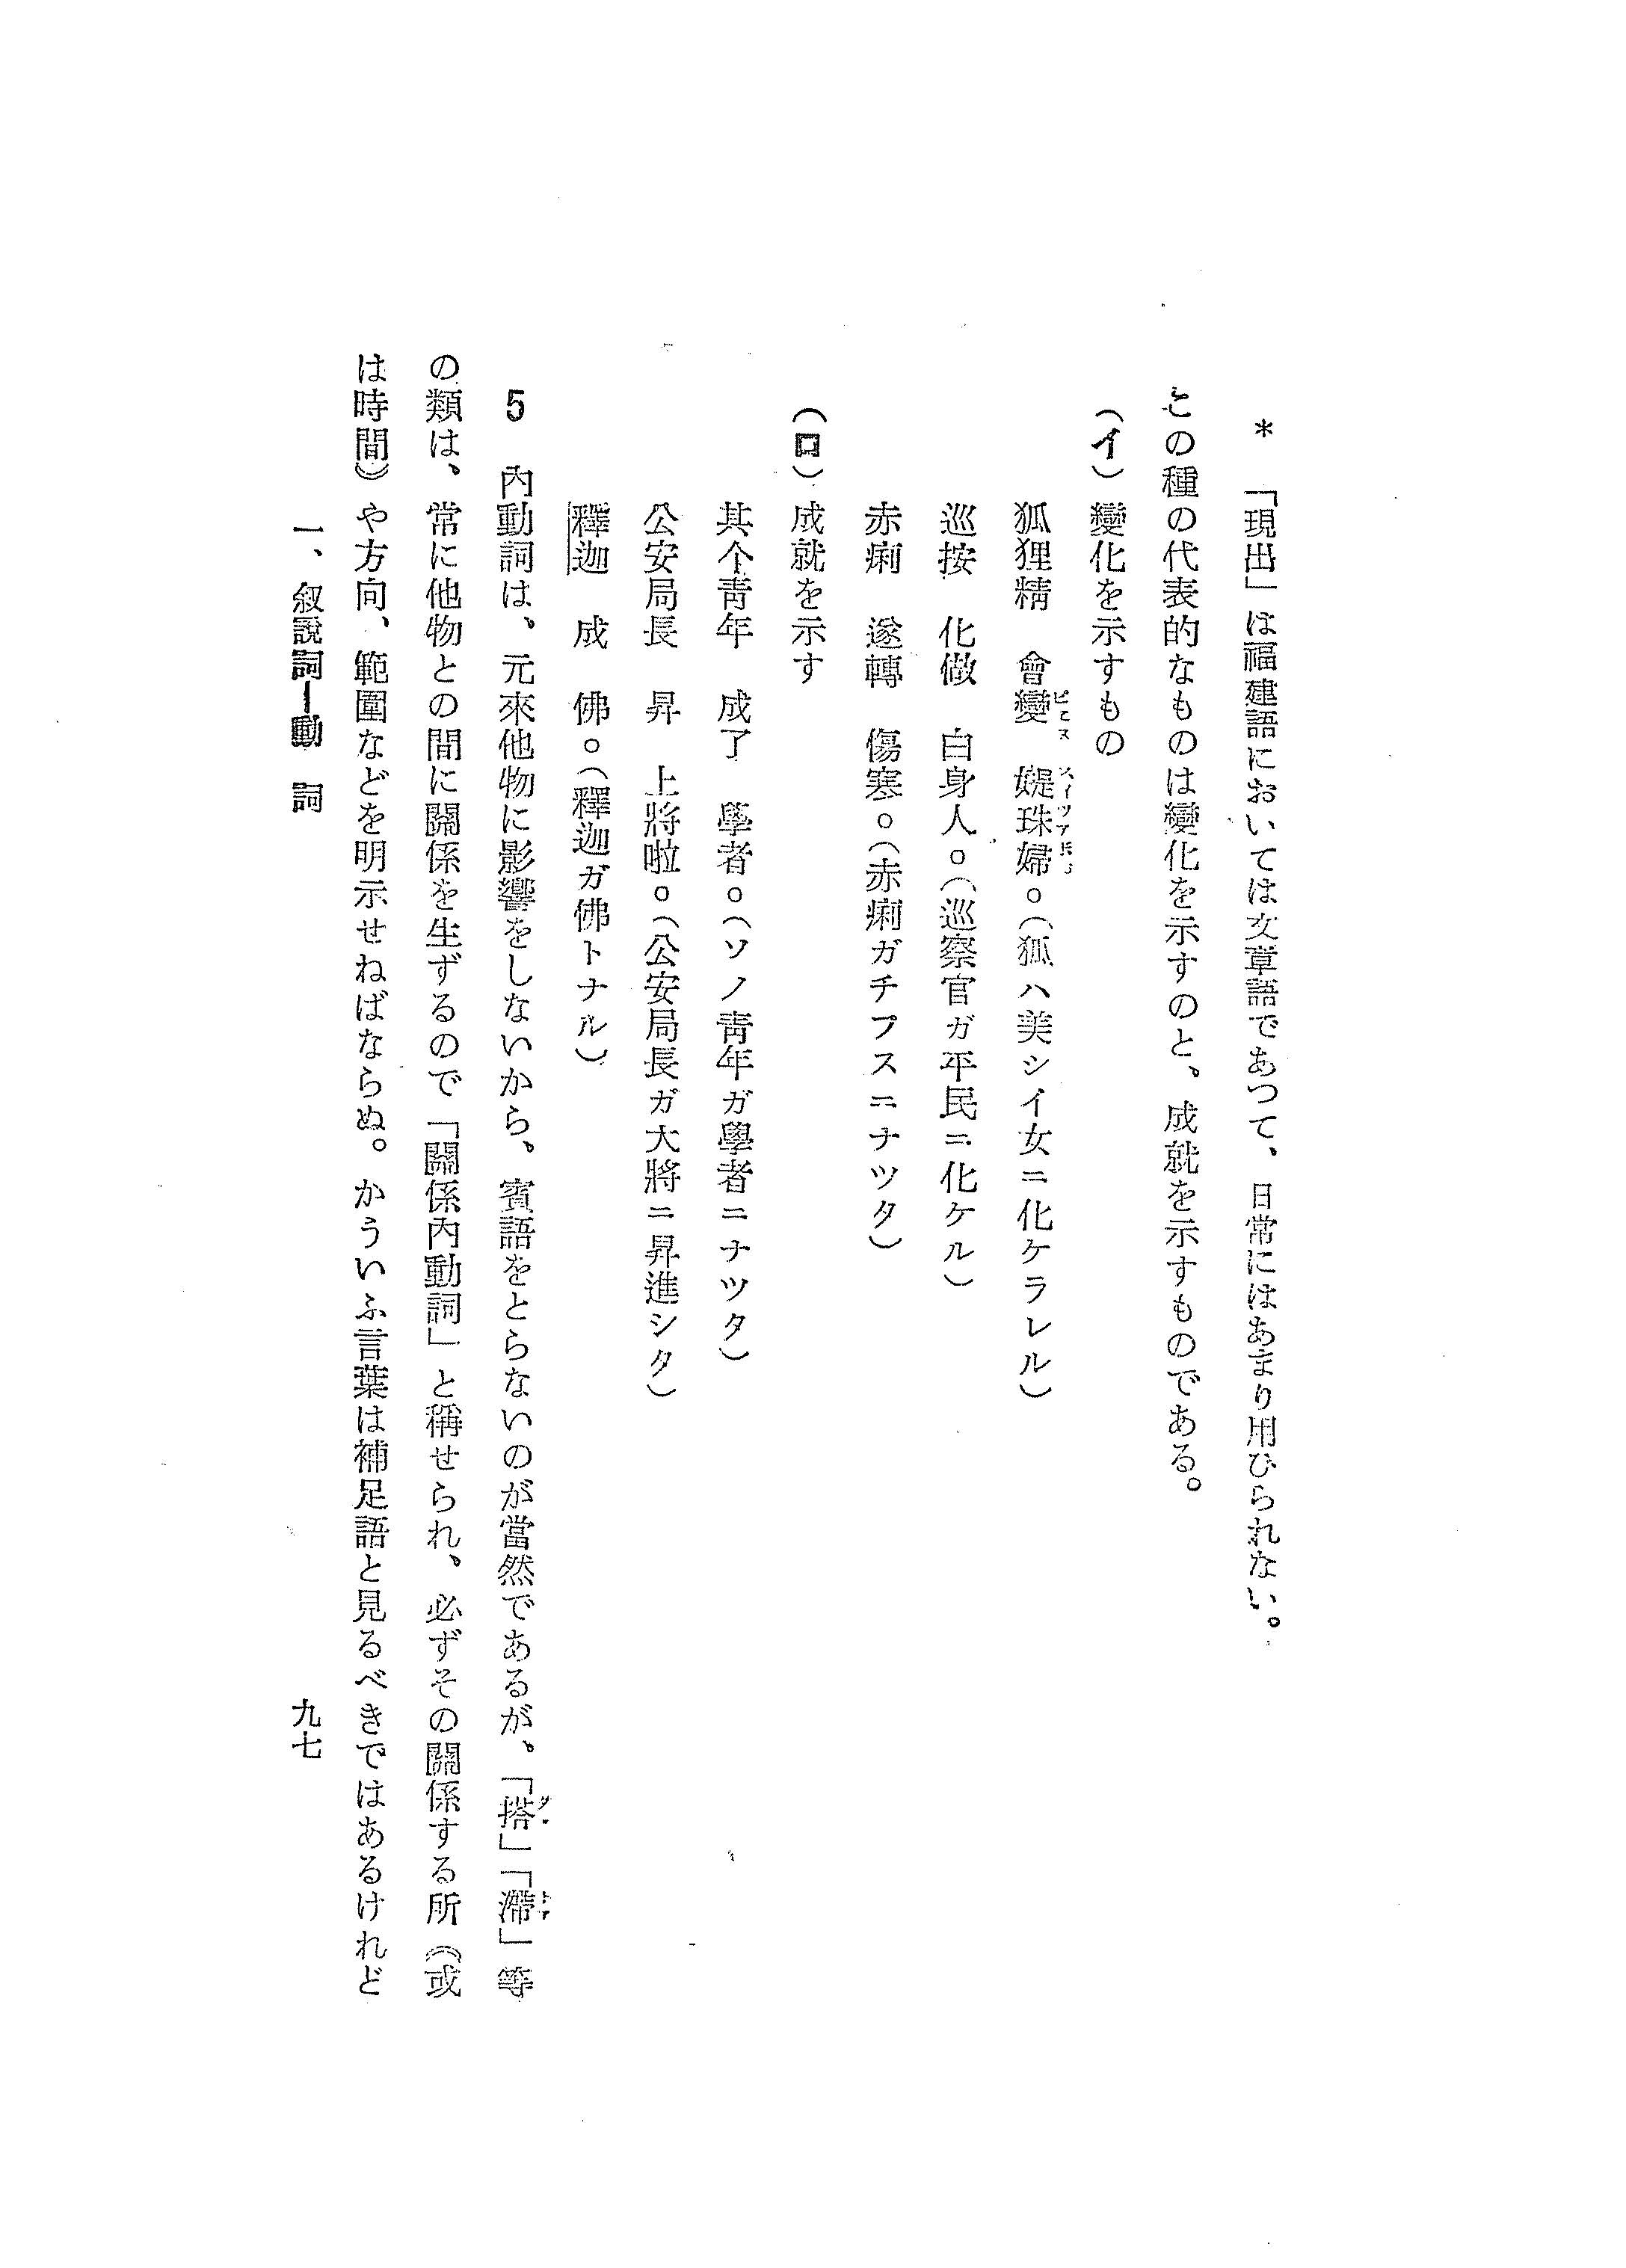 ＊「現出」は福建語においては文章語であつて、日常にはあまり用ひられない。
この種の代表的なものは變化を示すのと、成就を示すものである。
（イ）變化を示すもの
狐狸精　會變　媞珠婦。（狐ハ美シイ女ニ化ケラレル）
巡按　化做　白身人。（巡察官ガ平民ニ化ケル）
赤痢　遂轉　傷寒。（赤痢ガチフスニナツタ）
（ロ）成就を示す
其个靑年　成了　學者。（ソノ靑年ガ學者ニナツタ）
公安局長　昇　上將啦。（公安局長ガ大將ニ昇進シタ）
釋迦　成　佛。（釋迦ガ佛トナル）
5　內動詞は、元來他物に影響をしないから、賓語をとらないのが當然であるが、「搭」「滯」等
の類は、常に他物との間に關係を生ずるので「關係內動詞」と稱せられ、必ずその關係する所（或
は時間）や方向、範圍などを明示せねばならぬ。かういふ言葉は補足語と見るべきではあるけれど
一、叙說詞―動　詞
九七